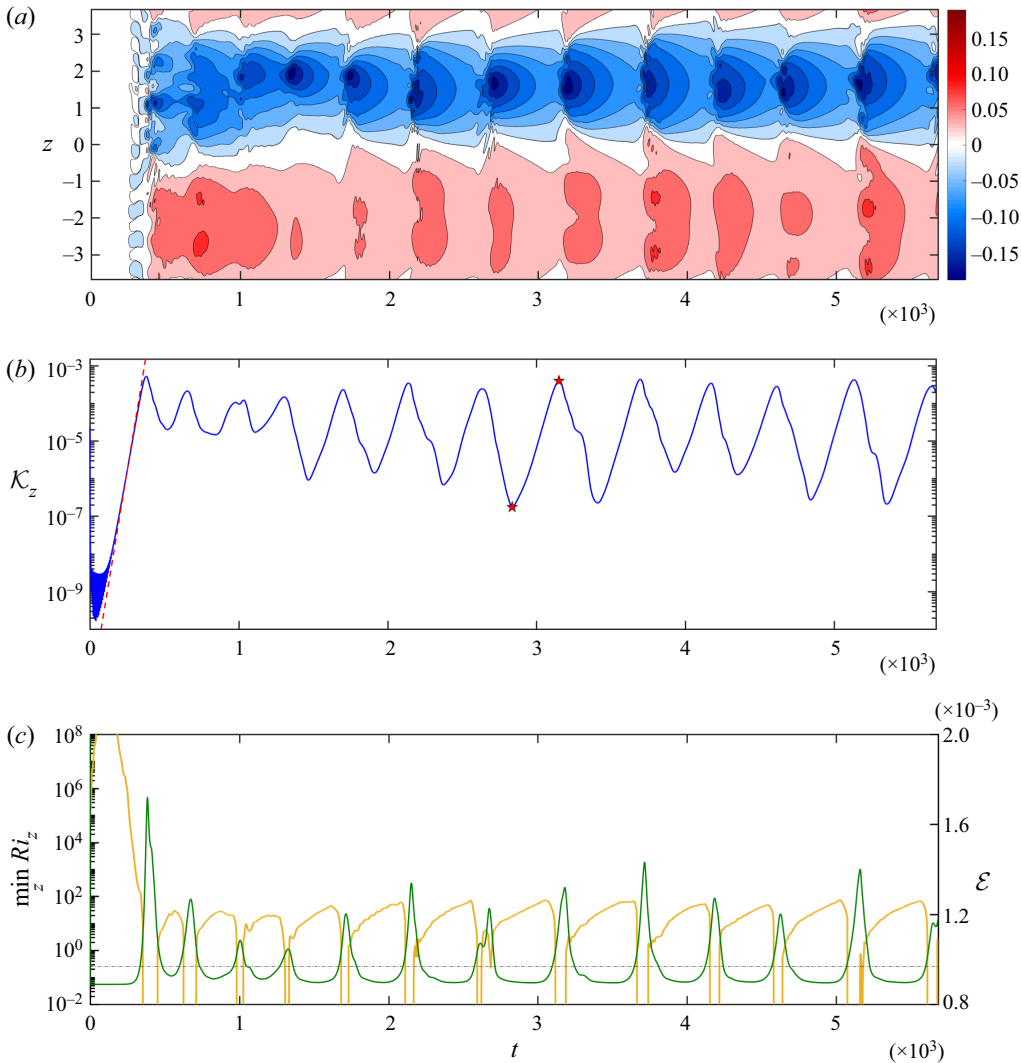 (a)
3
2
1
z
0
−1
−2
−3
0.15
0.10
0.05
0
−0.05
−0.10
−0.15
0 1 2 3 4 5
(×10³)
(b)
10⁻³
10⁻⁵
𝒦z
10⁻⁷
10⁻⁹
0 1 2 3 4 5
(×10³)
(×10⁻³)
(c)
10⁸ 2.0
10⁶
1.6
10⁴
min Riz
z
ℰ
10² 1.2
10⁰
10⁻² 0.8
0 1 2 3 4 5
t
(×10³)